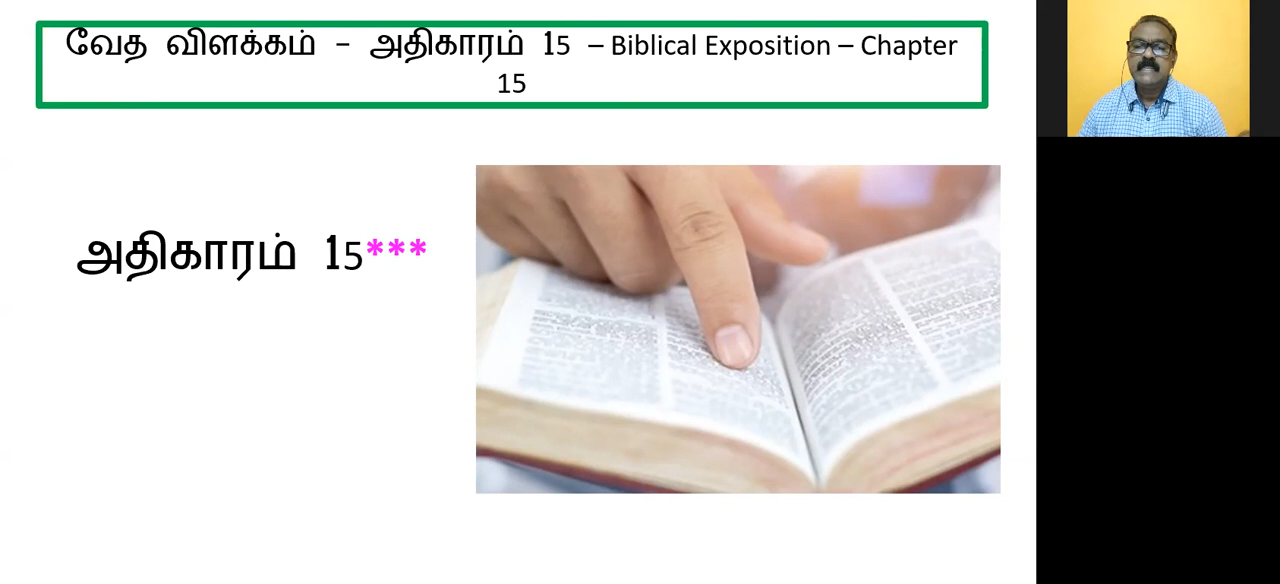 வேத விளக்கம் - அதிகாரம் 15 – Biblical Exposition – Chapter
15
அதிகாரம் 15***